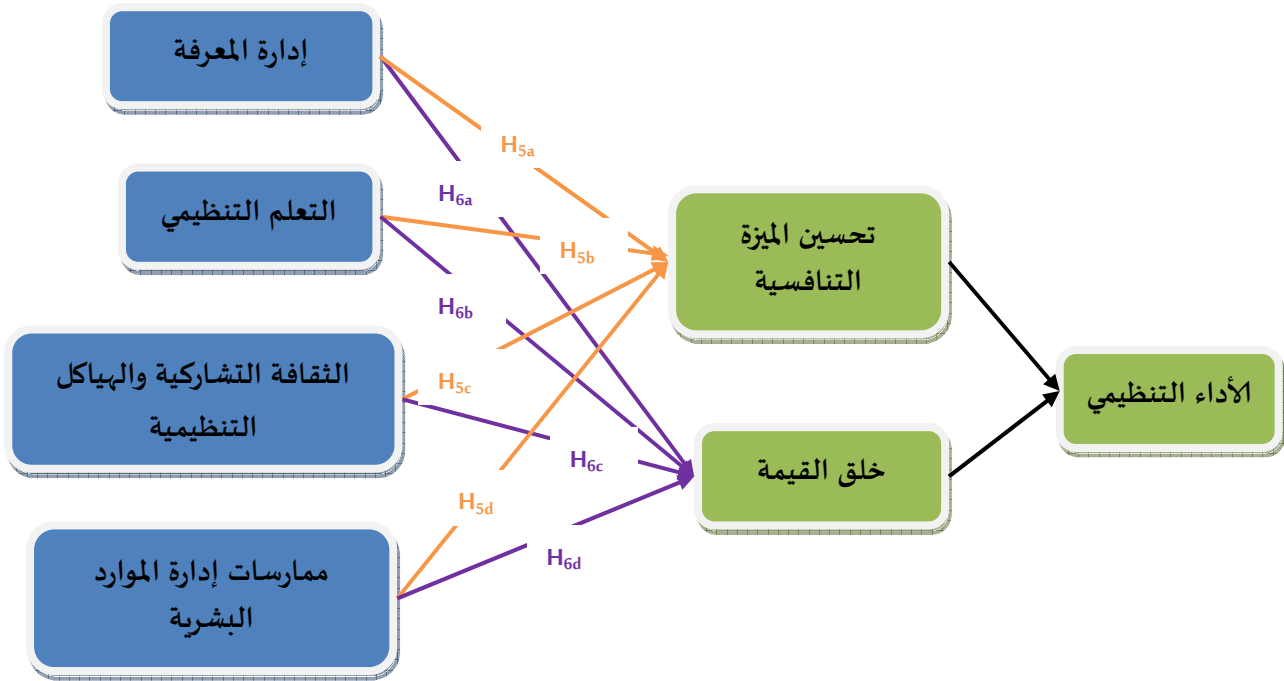 إدارة المعرفة
التعلم التنظيمي
الثقافة التشاركية والهياكل
التنظيمية
ممارسات إدارة الموارد
البشرية
H5a
H6a
H5b
H6b
H5c
H6c
H5d
H6d
تحسين الميزة
التنافسية
خلق القيمة
الأداء التنظيمي